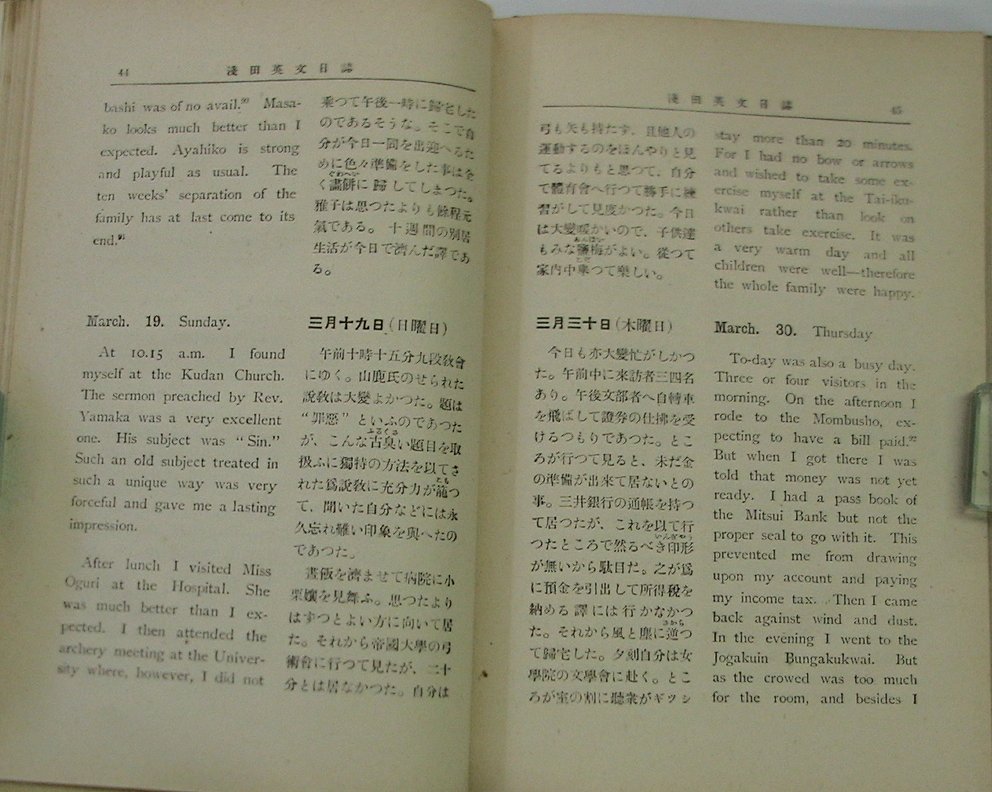 44
淺田英文日誌
bashi was of no avail.⁹⁰ Masa-
ko looks much better than I
expected. Ayahiko is strong
and playful as usual. The
ten weeks' separation of the
family has at last come to its
end.⁹¹
乘つて午後一時に歸宅した
のであるそうな。そこで自
分が今日一同を出迎へるた
めに色々準備をした事は全
く畫餅に歸してしまつた。
雅子は思つたよりも餘程元
氣である。十週間の別居
生活が今日で濟んだ譯であ
る。
March. 19. Sunday.
At 10.15 a.m. I found
myself at the Kudan Church.
The sermon preached by Rev.
Yamaka was a very excellent
one. His subject was "Sin."
Such an old subject treated in
such a unique way was very
forceful and gave me a lasting
impression.
After lunch I visited Miss
Oguri at the Hospital. She
was much better than I ex-
pected. I then attended the
archery meeting at the Univer-
sity where, however, I did not
三月十九日(日曜日)
午前十時十五分九段敎會
にゆく。山鹿氏のせられた
說敎は大變よかつた。題は
"罪惡" といふのであつた
が、こんな古臭い題目を取
扱ふに獨特の方法を以てさ
れた爲說敎に充分力が籠つ
て、聞いた自分などには永
久忘れ難い印象を與へたの
であつた。
晝飯を濟ませて病院に小
栗孃を見舞ふ。思つたより
はずつとよい方に向いて居
た。それから帝國大學の弓
術會に行つて見たが、二十
分とは居なかつた。自分は
淺田英文日誌
45
弓も矢も持たず、且他人の
運動するのをぼんやりと見
てるよりもと思つて、自分
て體育會へ行つて勝手に練
習がして見度かつた。今日
は大變暖かいので、子供達
もみな鹽梅がよい。從つて
家内中擧つて樂しい。
stay more than 20 minutes.
For I had no bow or arrows
and wished to take some ex-
ercise myself at the Tai-iku-
kwai rather than look on
others take exercise. It was
a very warm day and all
children were well—therefore
the whole family were happy.
三月三十日(木曜日)
今日も亦大變忙がしかつ
た。午前中に來訪者三四名
あり。午後文部省へ自轉車
を飛ばして證券の仕拂を受
けるつもりであつた。とこ
ろが行つて見ると、未だ金
の準備が出來て居ないとの
事。三井銀行の通帳を持つ
て居つたが、これを以て行
つたところで然るべき印形
が無いから駄目だ。之が爲
に預金を引出して所得稅を
納める譯には行かなかつ
た。それから風と塵に逆つ
て歸宅した。夕刻自分は女
學院の文學會に赴く。とこ
ろが室の割に聽衆がギツシ
March. 30. Thursday
To-day was also a busy day.
Three or four visitors in the
morning. On the afternoon I
rode to the Mombusho, ex-
pecting to have a bill paid.⁹²
But when I got there I was
told that money was not yet
ready. I had a pass book of
the Mitsui Bank but not the
proper seal to go with it. This
prevented me from drawing
upon my account and paying
my income tax. Then I came
back against wind and dust.
In the evening I went to the
Jogakuin Bungakukwai. But
as the crowed was too much
for the room, and besides I